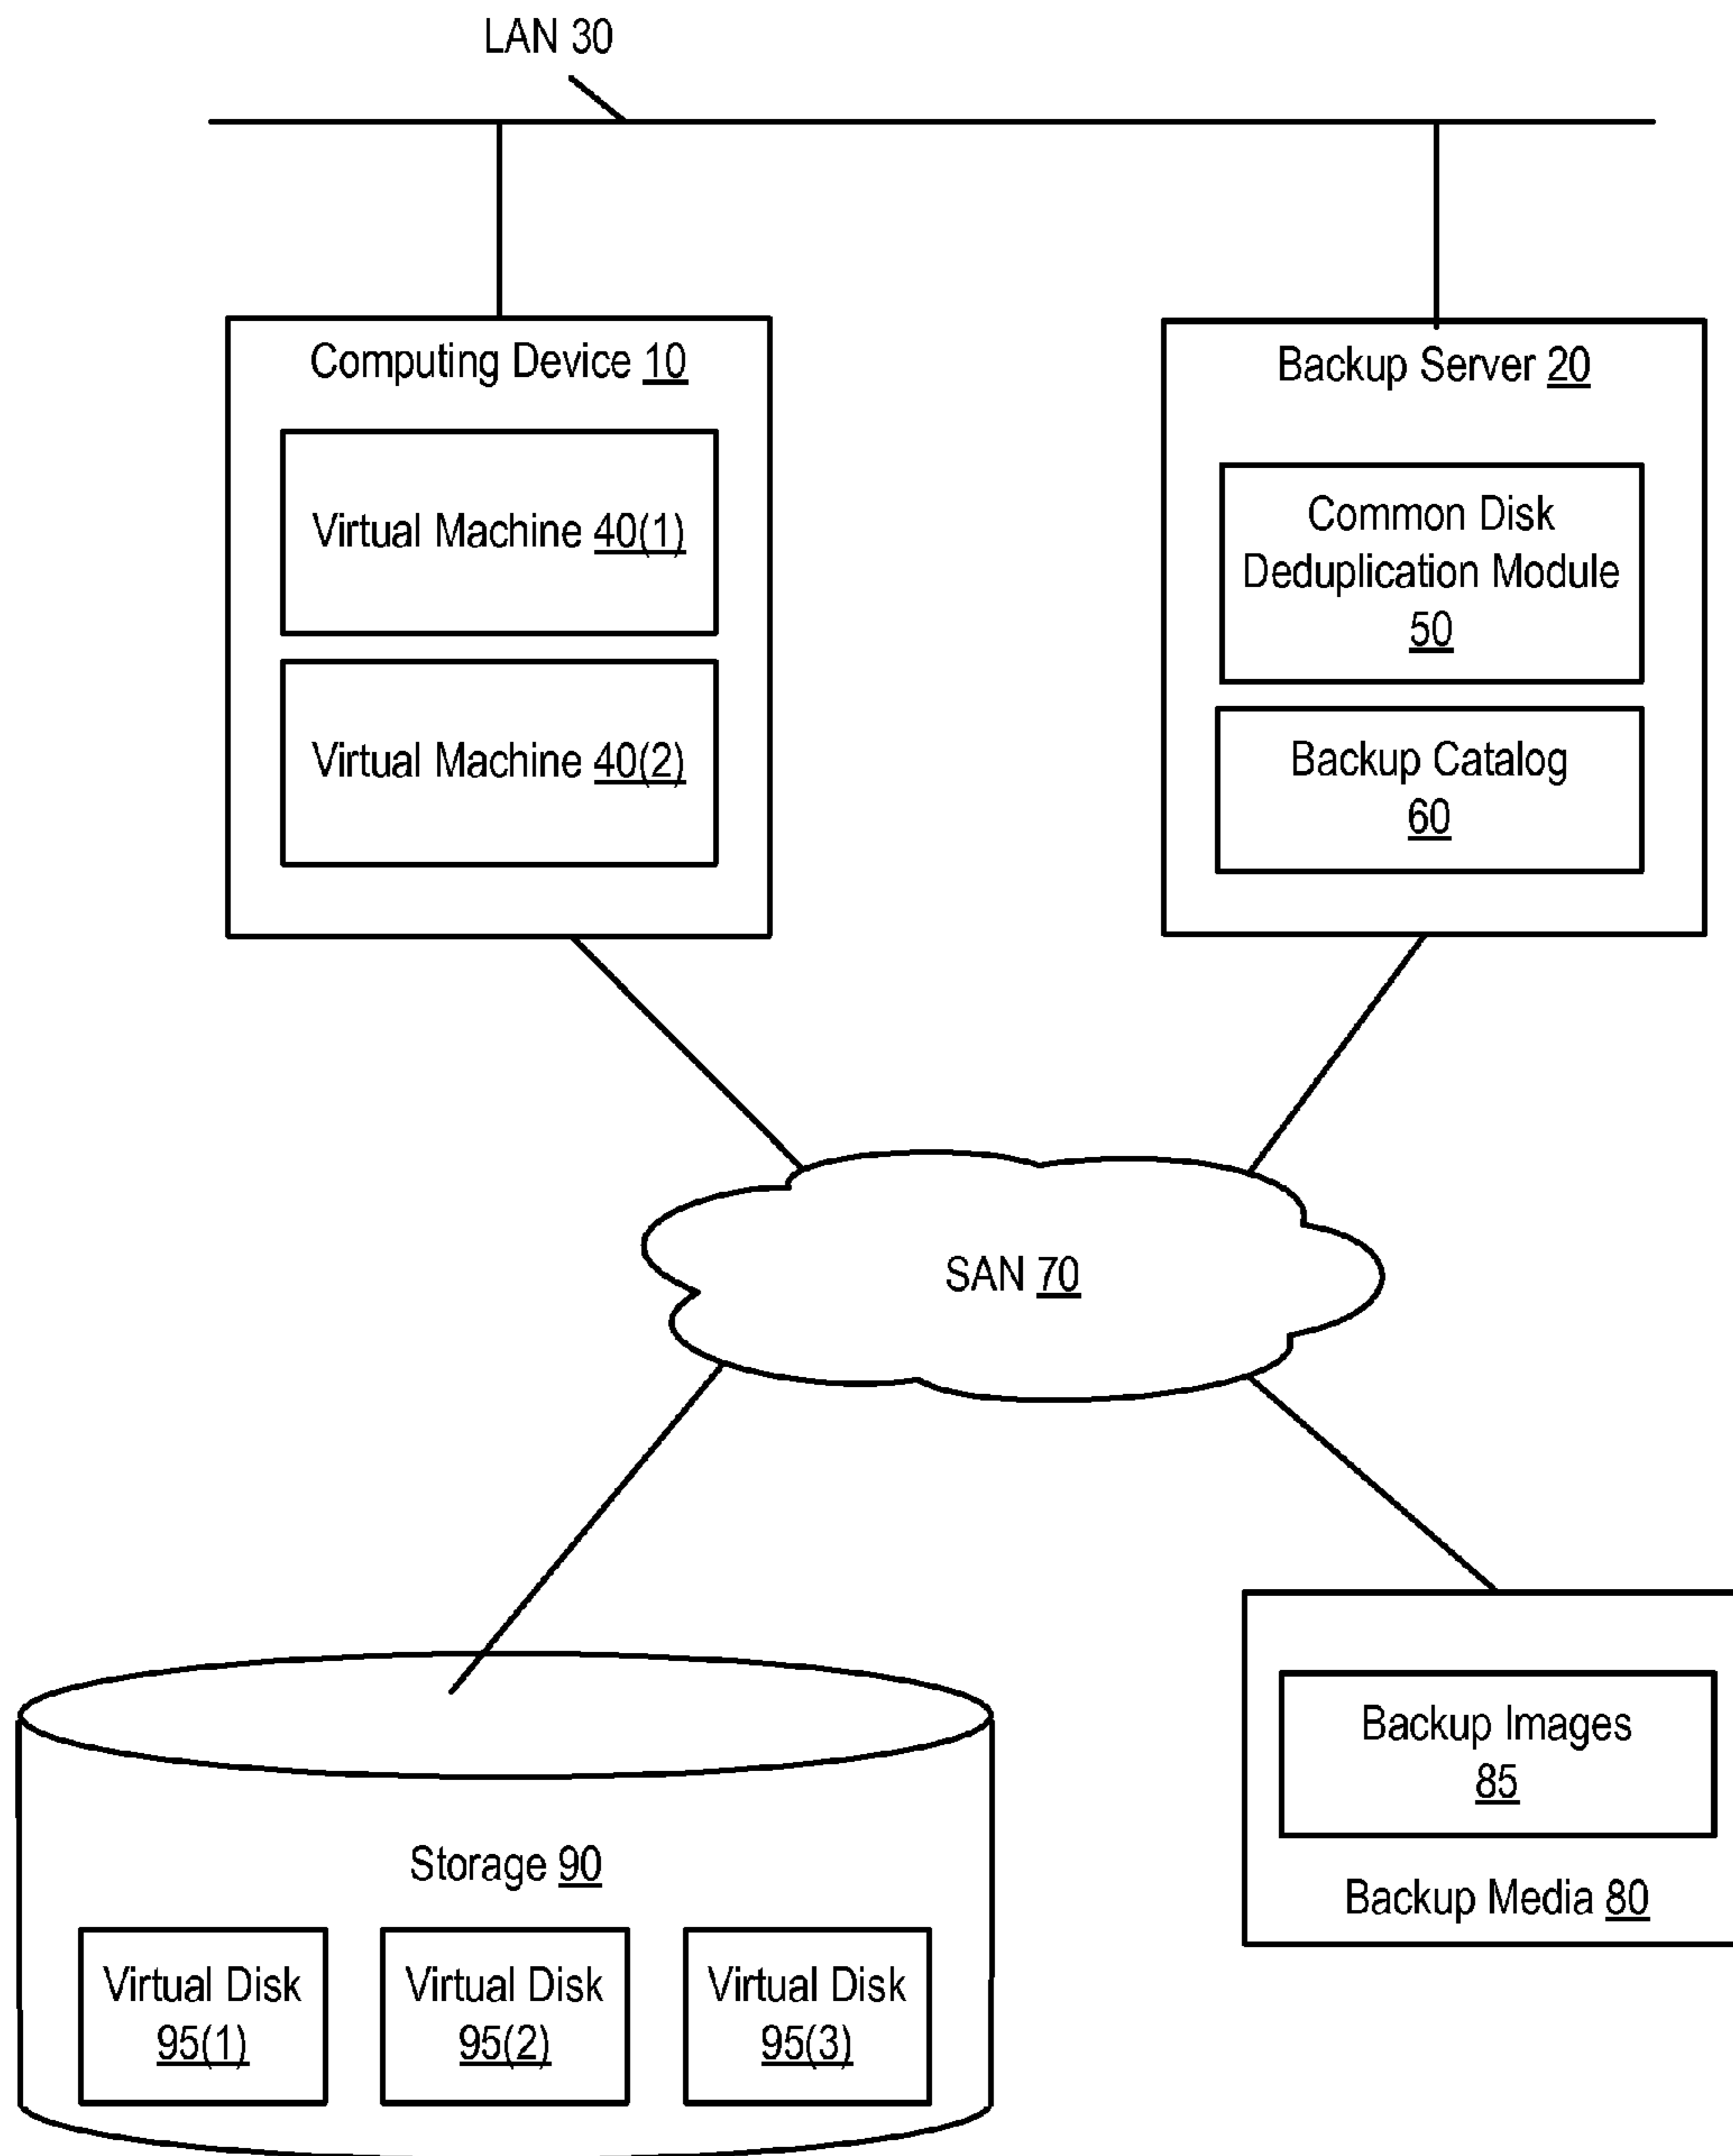 LAN 30
Computing Device 10
Virtual Machine 40(1)
Virtual Machine 40(2)
Backup Server 20
Common Disk
Deduplication Module
50
Backup Catalog
60
SAN 70
Storage 90
Virtual Disk
95(1)
Virtual Disk
95(2)
Virtual Disk
95(3)
Backup Images
85
Backup Media 80